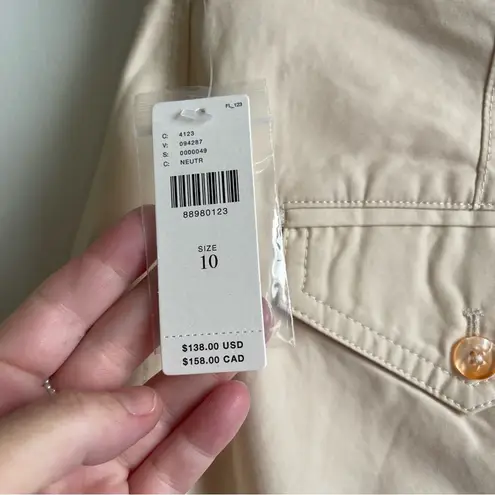 FL_123
C: 4123
V: 094287
S: 0000049
C: NEUTR
88980123
SIZE
10
$138.00 USD
$158.00 CAD